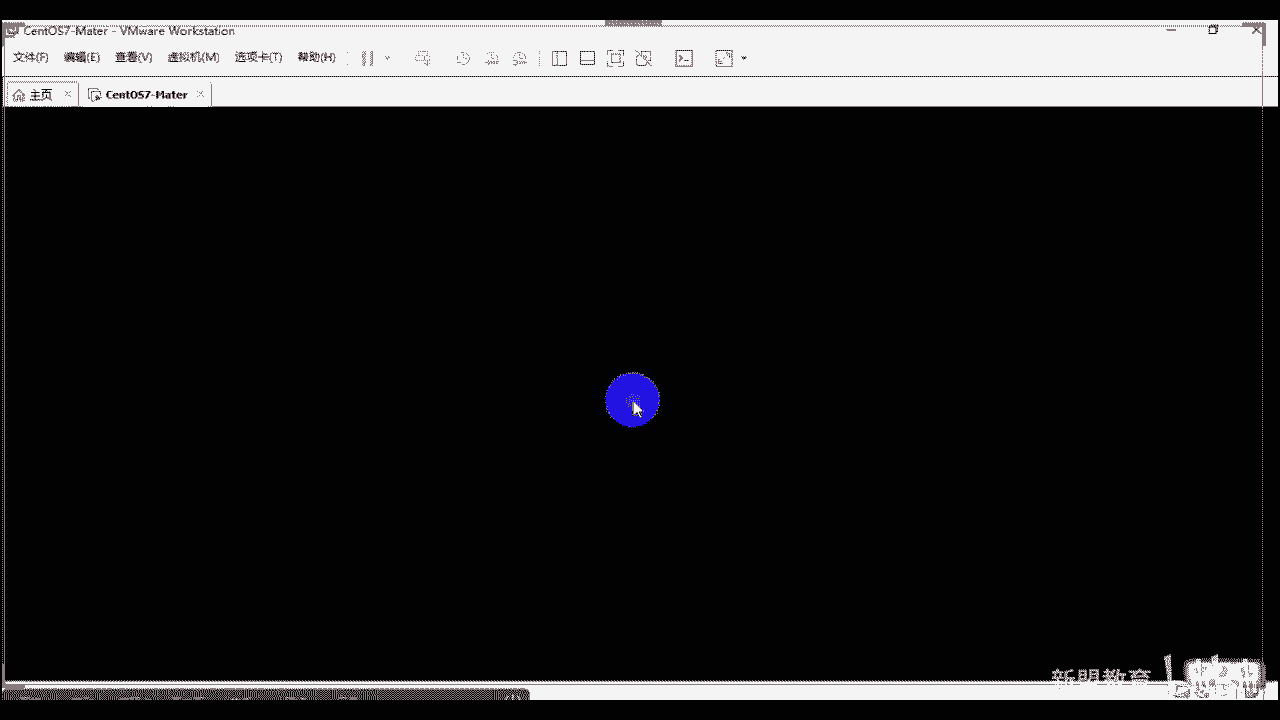 CentOS7-Mater - VMware Workstation
文件(F) 编辑(E) 查看(V) 虚拟机(M) 选项卡(T) 帮助(H)
主页 CentOS7-Mater
新盟教育